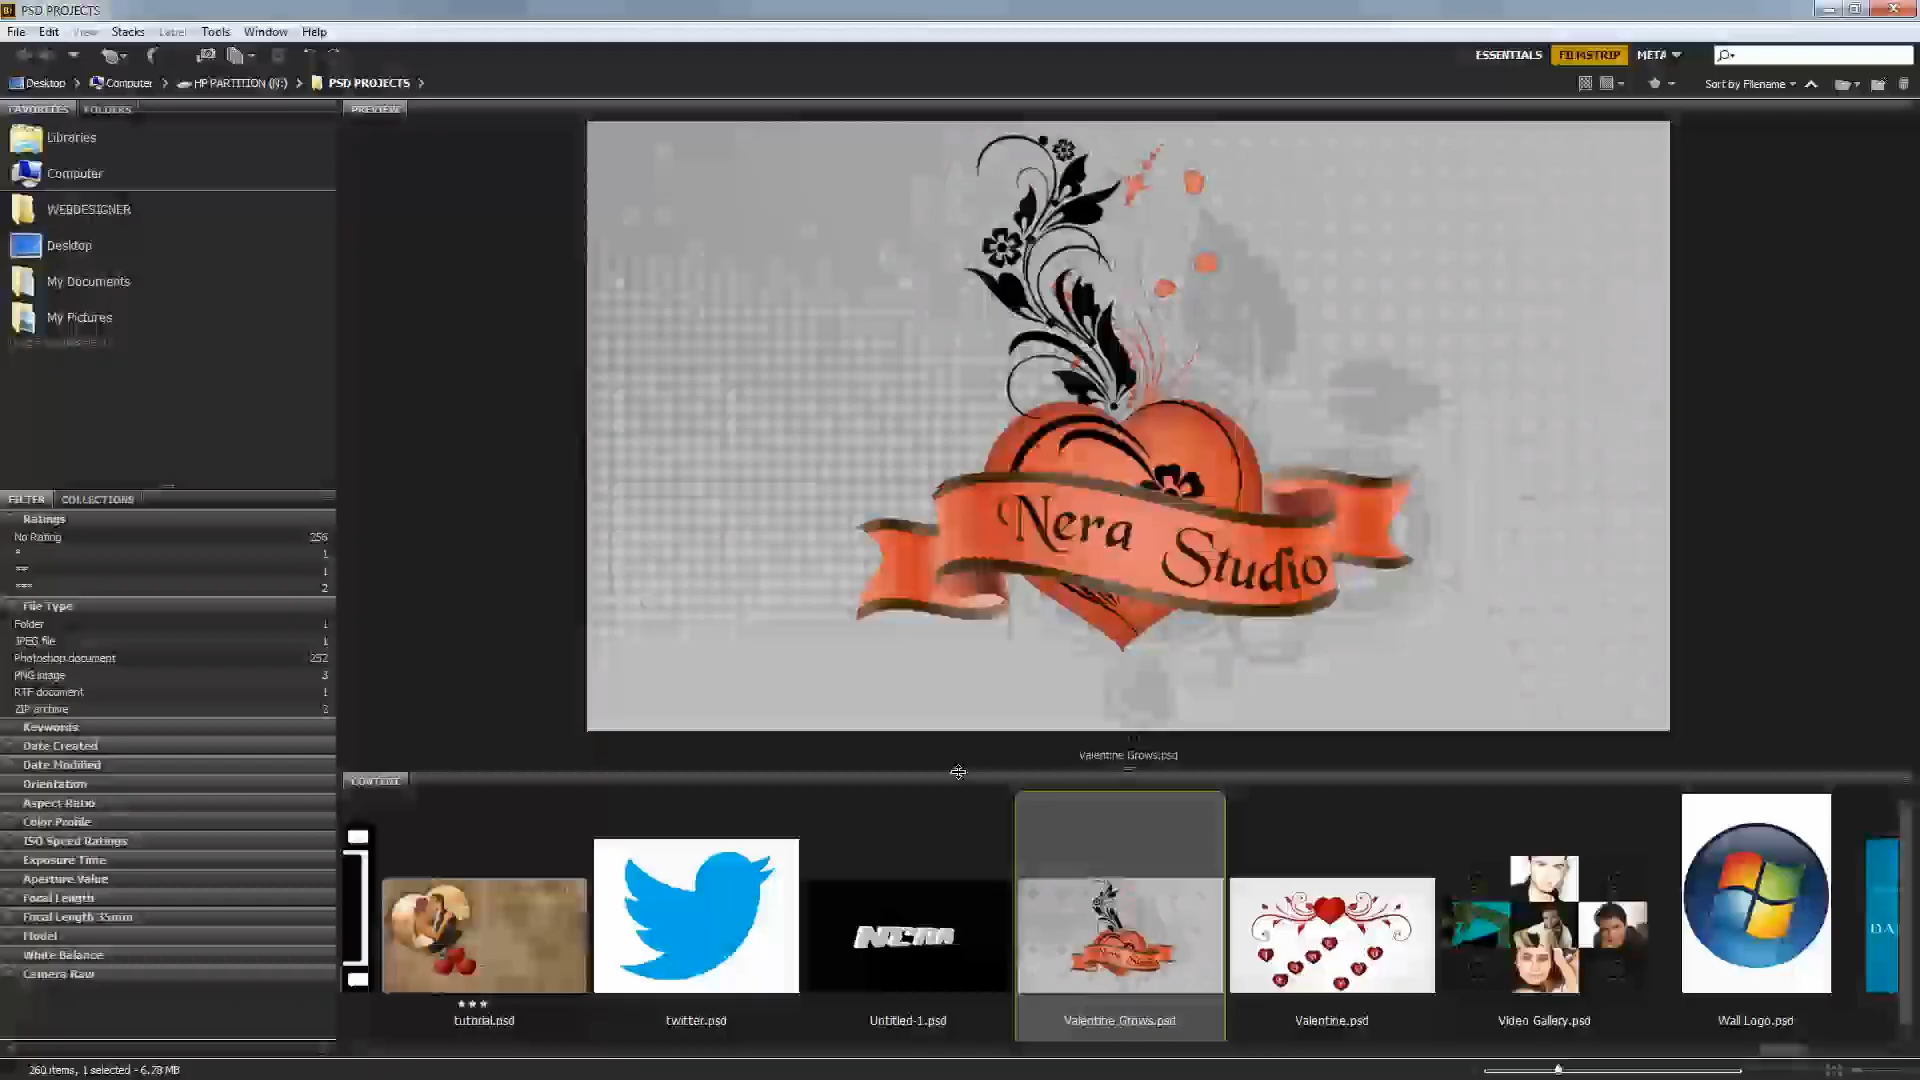 PSD PROJECTS
File Edit View Stacks Label Tools Window Help
ESSENTIALS FILMSTRIP META
Desktop Computer HP PARTITION (N:) PSD PROJECTS
Sort by Filename
FAVORITES FOLDERS
PREVIEW
Libraries
Computer
WEBDESIGNER
Desktop
My Documents
My Pictures
Nera Studio
Valentine Grows.psd
FILTER COLLECTIONS
Ratings
No Rating 256
* 1
** 1
*** 2
File Type
Folder 1
JPEG file 1
Photoshop document 252
PNG image 3
RTF document 1
ZIP archive 2
Keywords
Date Created
Date Modified
Orientation
Aspect Ratio
Color Profile
ISO Speed Ratings
Exposure Time
Aperture Value
Focal Length
Focal Length 35mm
Model
White Balance
Camera Raw
CONTENT
NERA
Nera Studio
DA
tutorial.psd
twitter.psd
Untitled-1.psd
Valentine Grows.psd
Valentine.psd
Video Gallery.psd
Wall Logo.psd
260 items, 1 selected - 6.78 MB